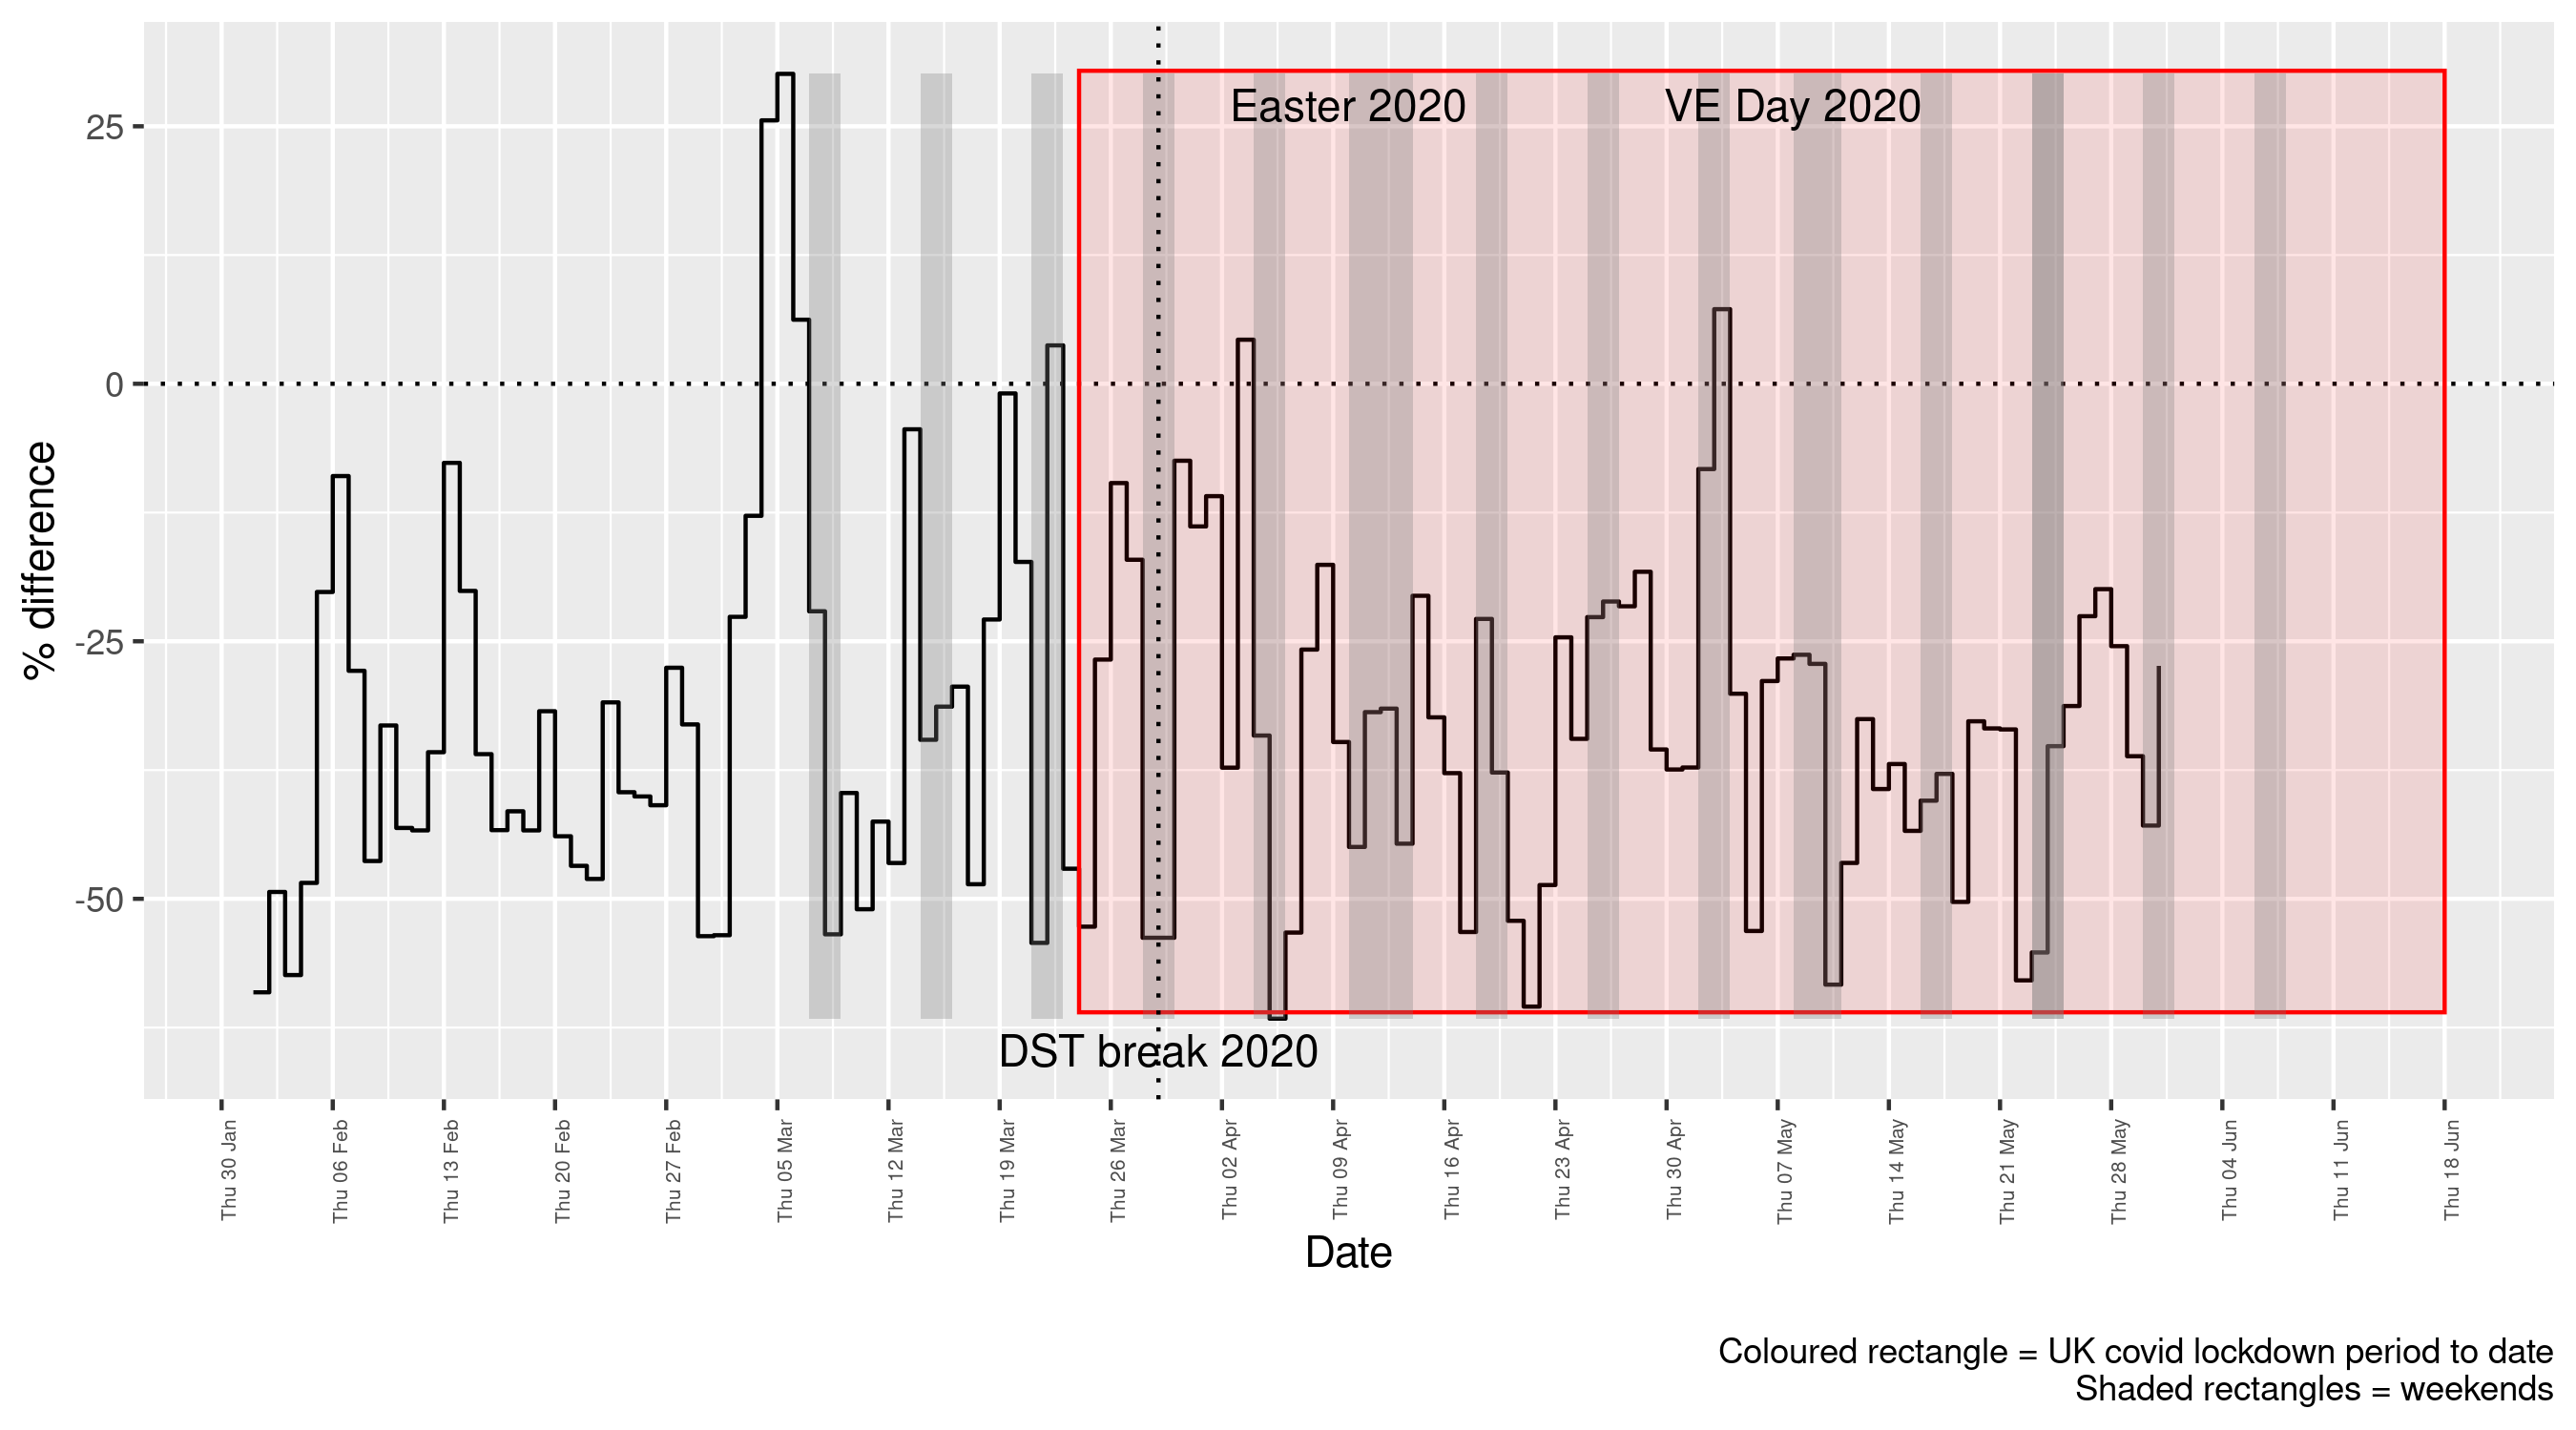 Easter 2020
VE Day 2020
25
0
-25
-50
% difference
DST break 2020
Thu 30 Jan
Thu 06 Feb
Thu 13 Feb
Thu 20 Feb
Thu 27 Feb
Thu 05 Mar
Thu 12 Mar
Thu 19 Mar
Thu 26 Mar
Thu 02 Apr
Thu 09 Apr
Thu 16 Apr
Thu 23 Apr
Thu 30 Apr
Thu 07 May
Thu 14 May
Thu 21 May
Thu 28 May
Thu 04 Jun
Thu 11 Jun
Thu 18 Jun
Date
Coloured rectangle = UK covid lockdown period to date
Shaded rectangles = weekends